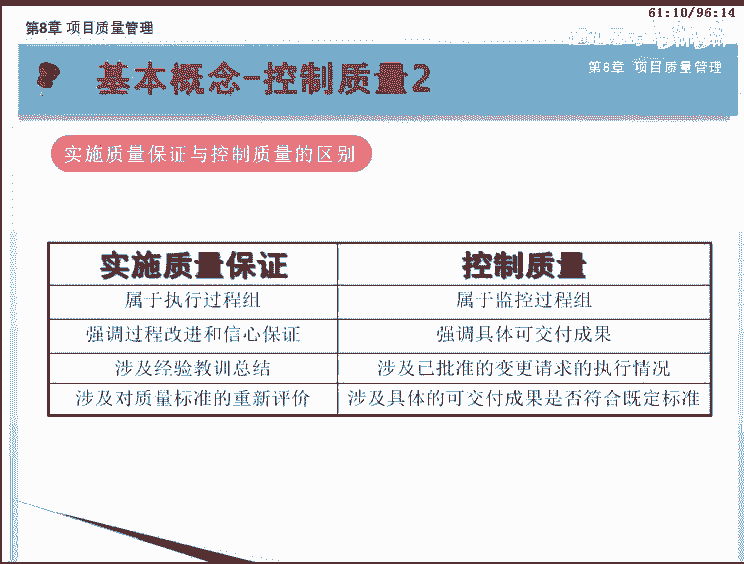 61:10/96:14
第8章 项目质量管理
基本概念-控制质量2
第8章 项目质量管理
实施质量保证与控制质量的区别
实施质量保证 控制质量
属于执行过程组 属于监控过程组
强调过程改进和信心保证 强调具体可交付成果
涉及经验教训总结 涉及已批准的变更请求的执行情况
涉及对质量标准的重新评价 涉及具体的可交付成果是否符合既定标准